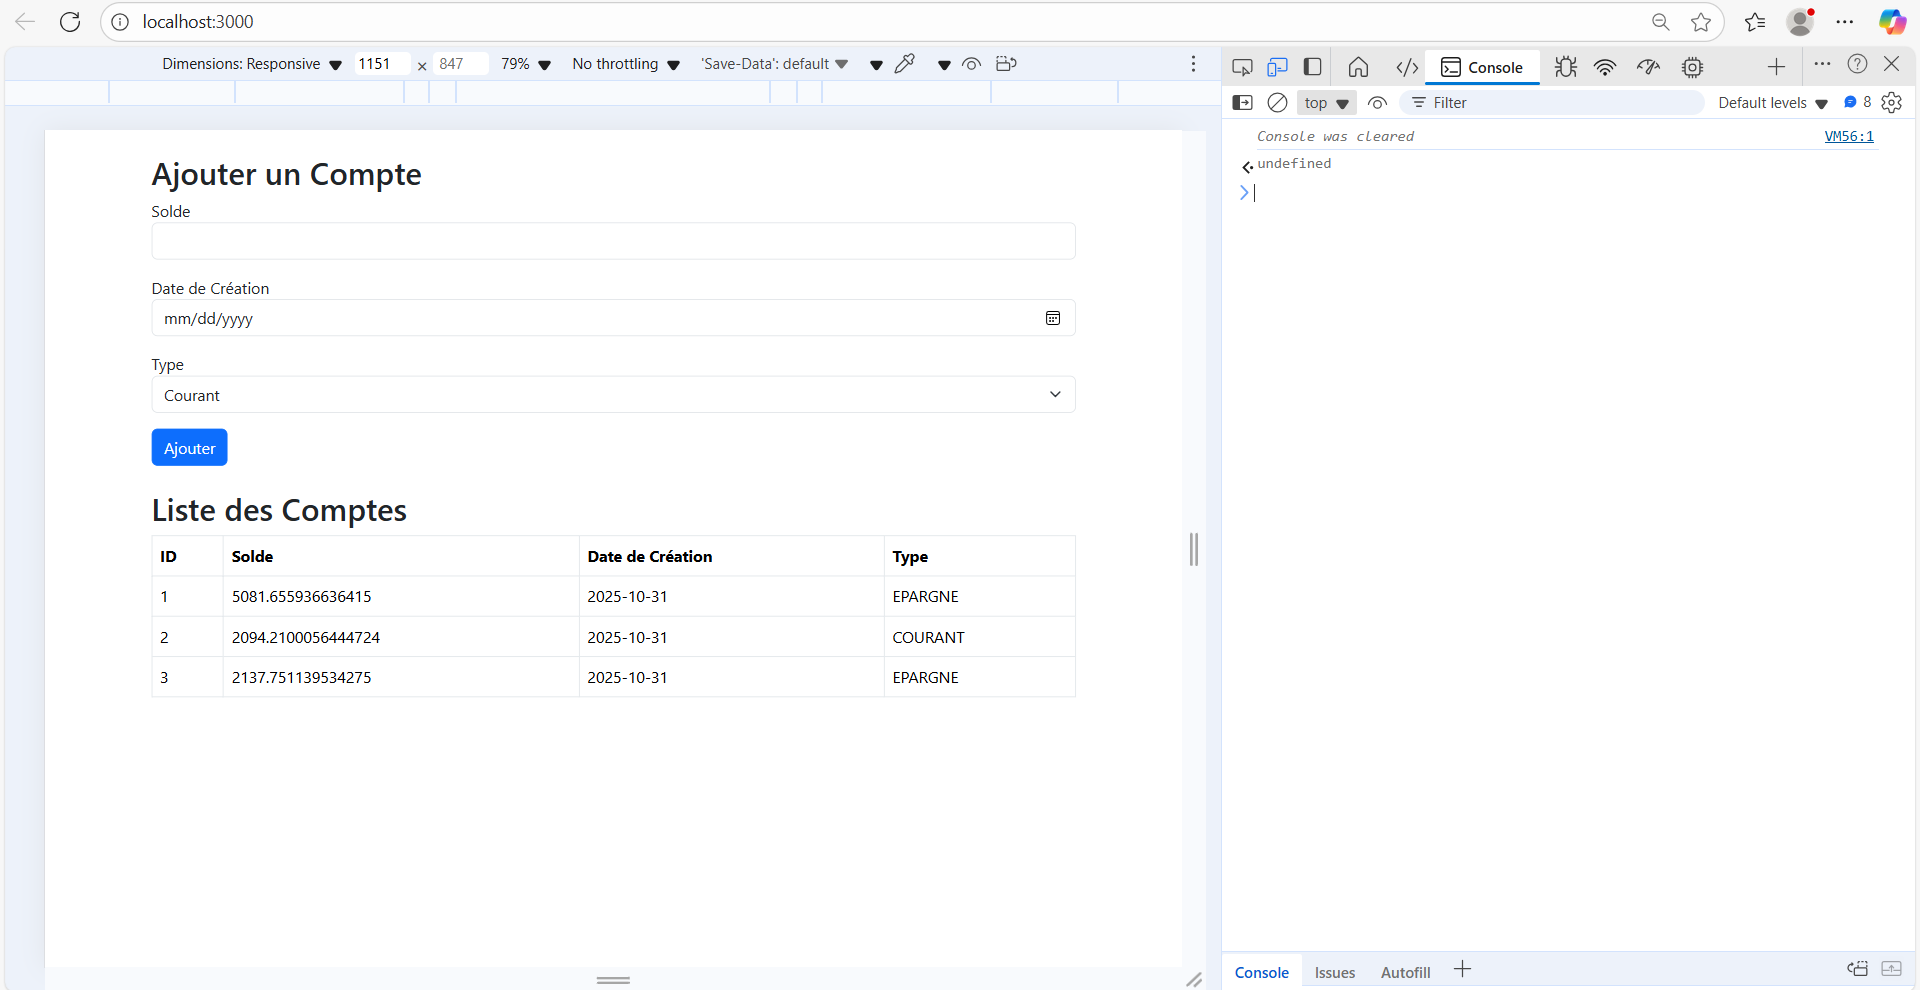 localhost:3000
Dimensions: Responsive 1151 × 847 79% No throttling 'Save-Data': default
Console
top Filter Default levels 8
Console was cleared VM56:1
undefined
Ajouter un Compte
Solde
Date de Création
mm/dd/yyyy
Type
Courant
Ajouter
Liste des Comptes
ID Solde Date de Création Type
1 5081.655936636415 2025-10-31 EPARGNE
2 2094.2100056444724 2025-10-31 COURANT
3 2137.751139534275 2025-10-31 EPARGNE
Console Issues Autofill